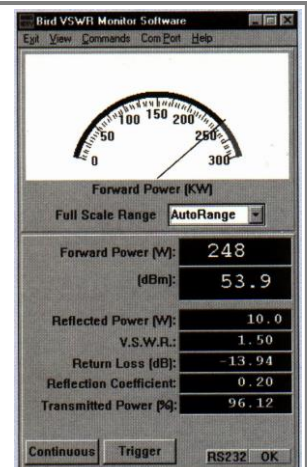 Bird VSWR Monitor Software
Exit View Commands Com Port Help
0 50 100 150 200 250 300
Forward Power (KW)
Full Scale Range AutoRange
Forward Power (W): 248
(dBm): 53.9
Reflected Power (W): 10.0
V.S.W.R.: 1.50
Return Loss (dB): -13.94
Reflection Coefficient: 0.20
Transmitted Power (%): 96.12
Continuous Trigger RS232 OK